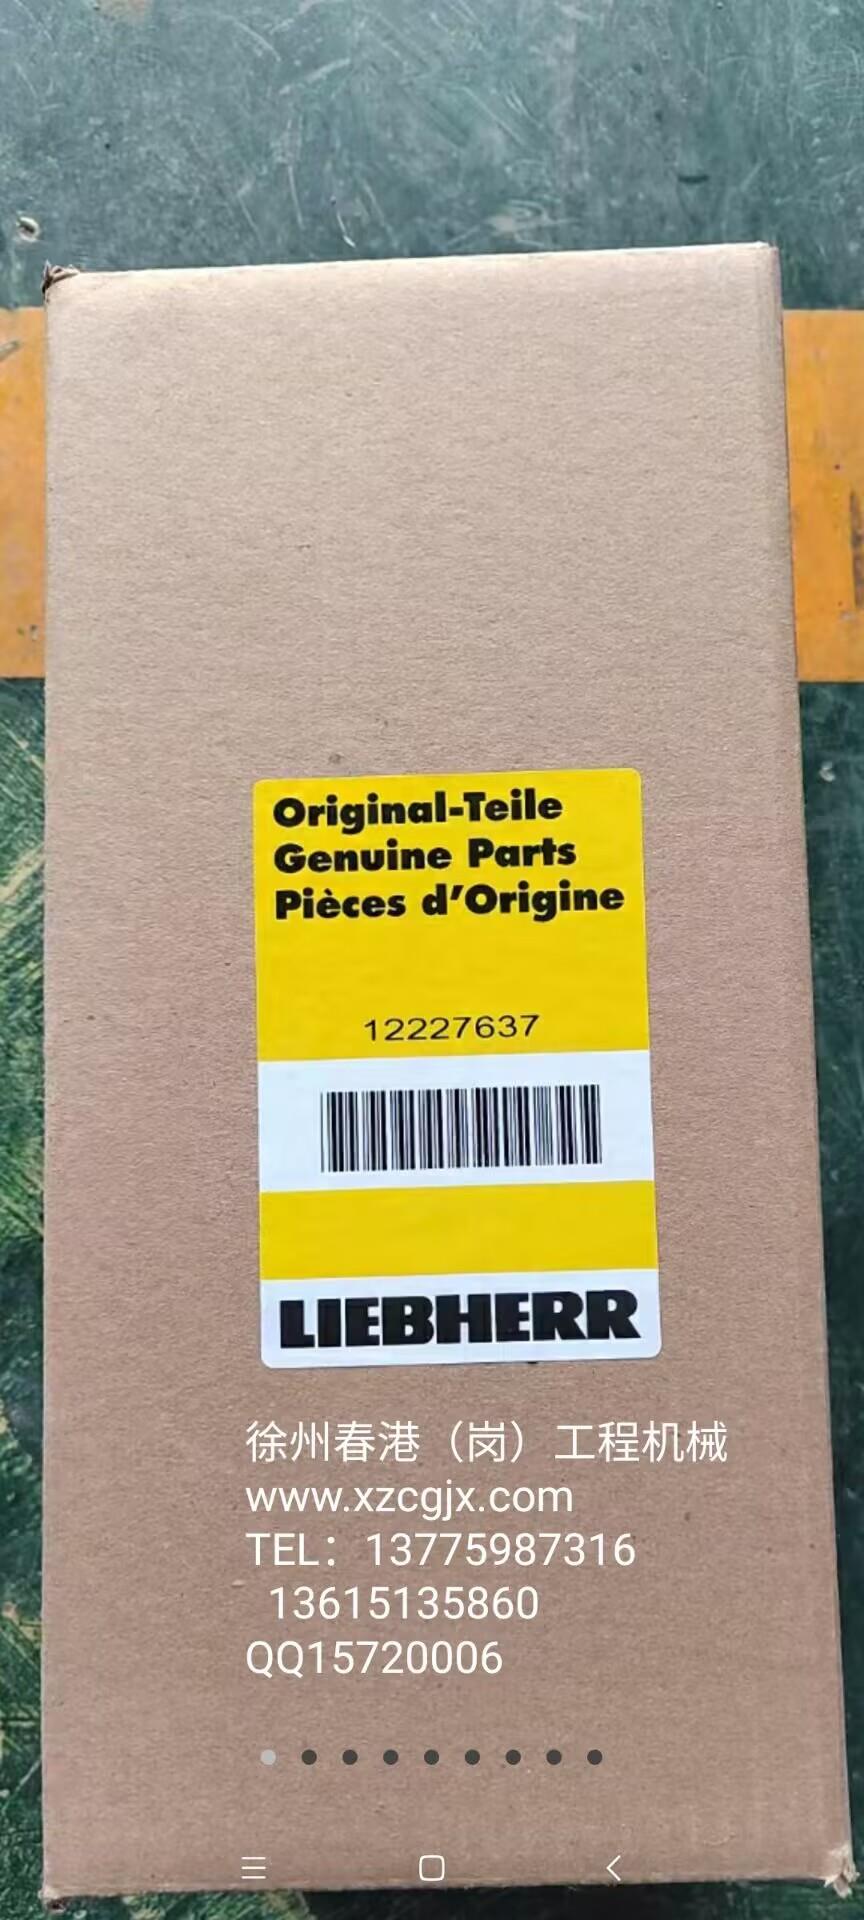 Original-Teile
Genuine Parts
Pièces d'Origine
12227637
LIEBHERR
徐州春港（岗）工程机械
www.xzcgjx.com
TEL：13775987316
13615135860
QQ15720006